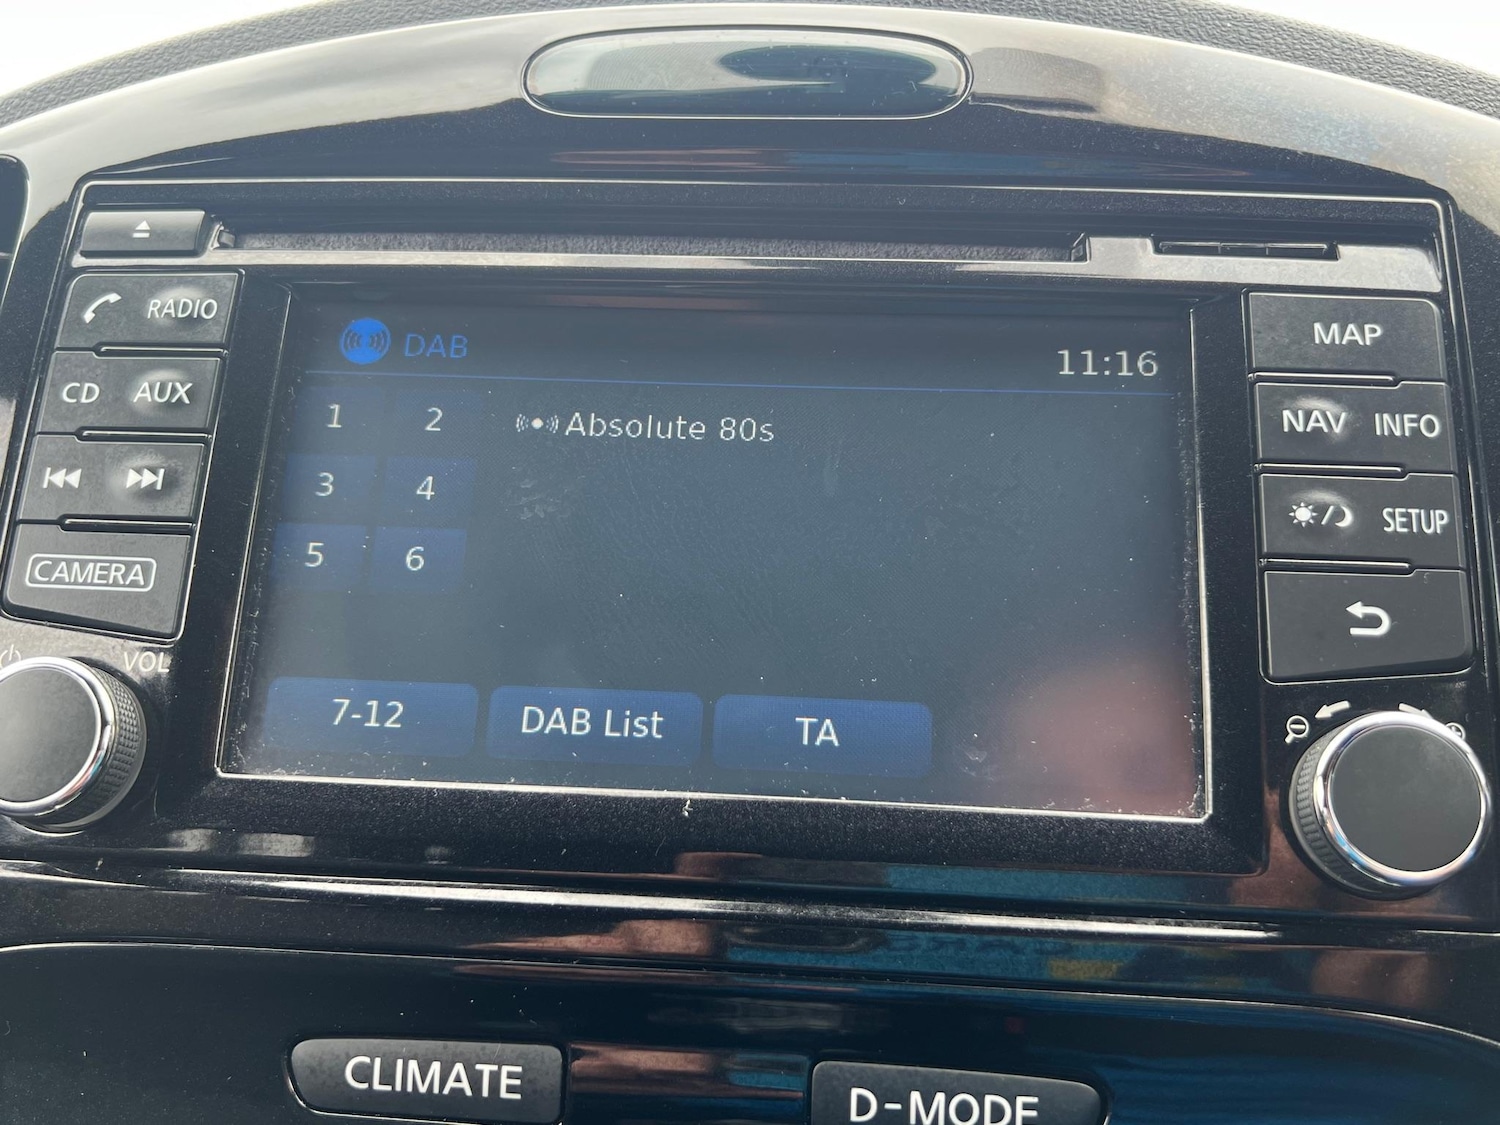 RADIO
CD AUX
CAMERA
VOL
DAB
11:16
1 2
Absolute 80s
3 4
5 6
7-12 DAB List TA
MAP
NAV INFO
SETUP
CLIMATE
D-MODE